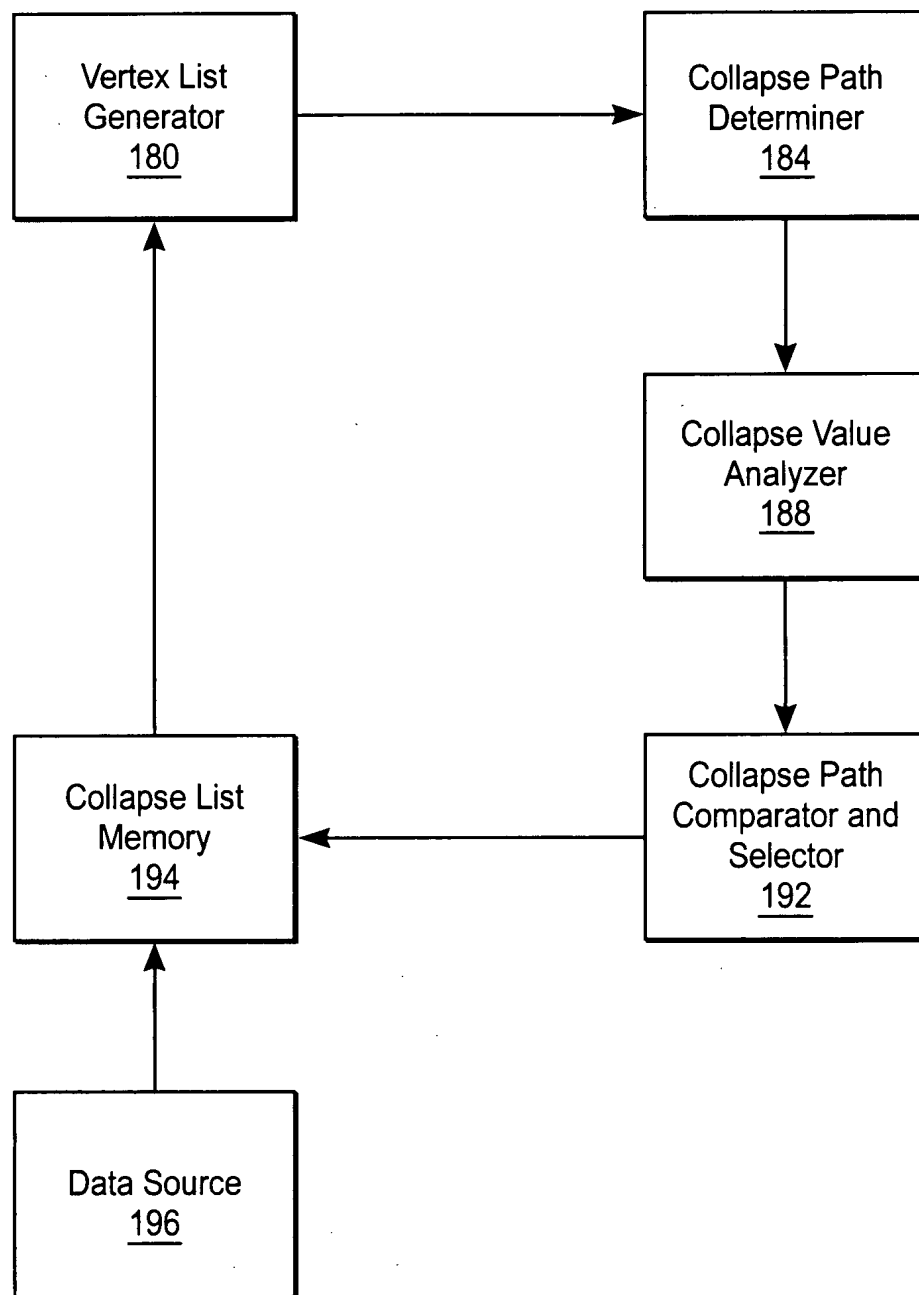 Vertex List
Generator
180
Collapse Path
Determiner
184
Collapse Value
Analyzer
188
Collapse List
Memory
194
Collapse Path
Comparator and
Selector
192
Data Source
196